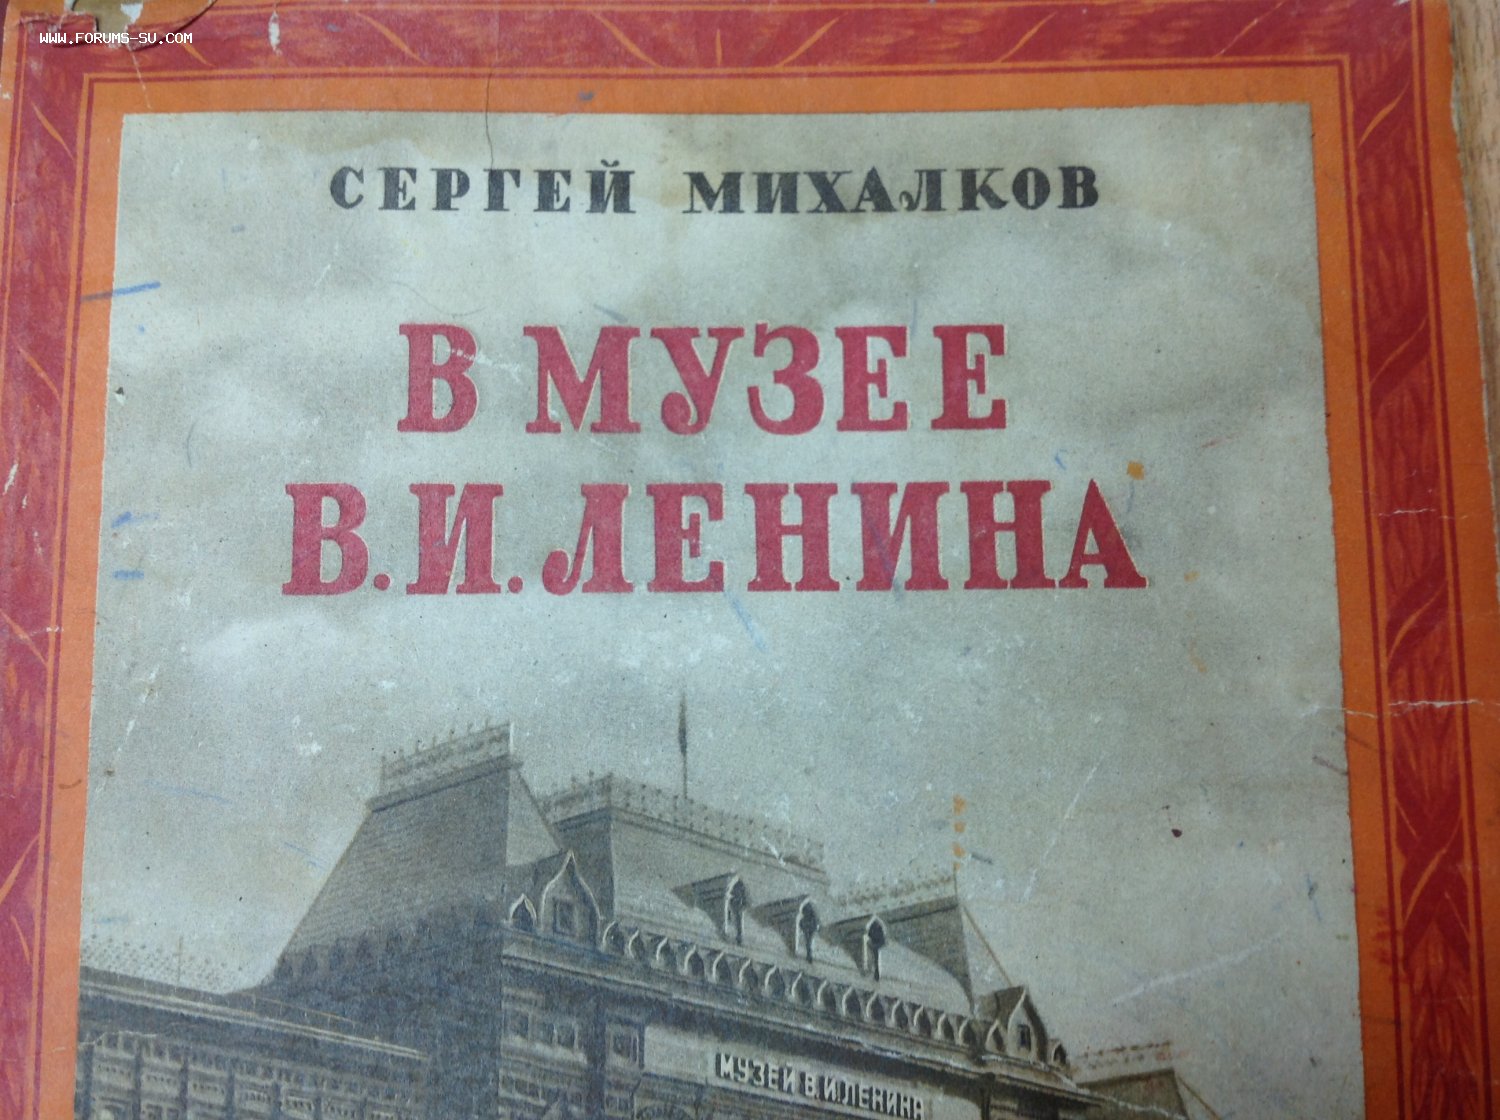 WWW.FORUMS-SU.COM
СЕРГЕЙ МИХАЛКОВ
В МУЗЕЕ
В.И.ЛЕНИНА
МУЗЕЙ В.И.ЛЕНИНА